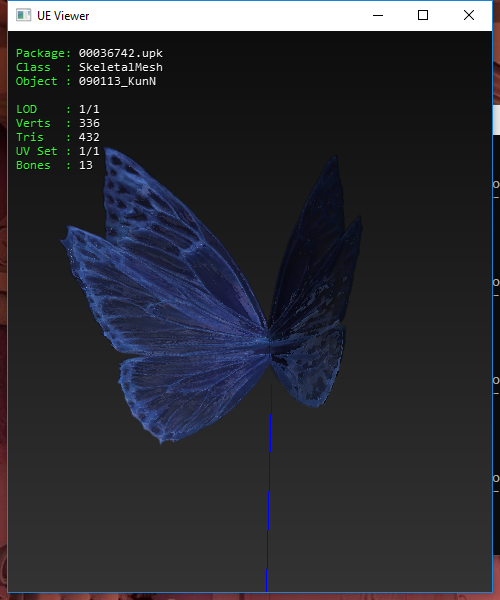 UE Viewer
Package: 00036742.upk
Class : SkeletalMesh
Object : 090113_KunN
LOD : 1/1
Verts : 336
Tris : 432
UV Set : 1/1
Bones : 13